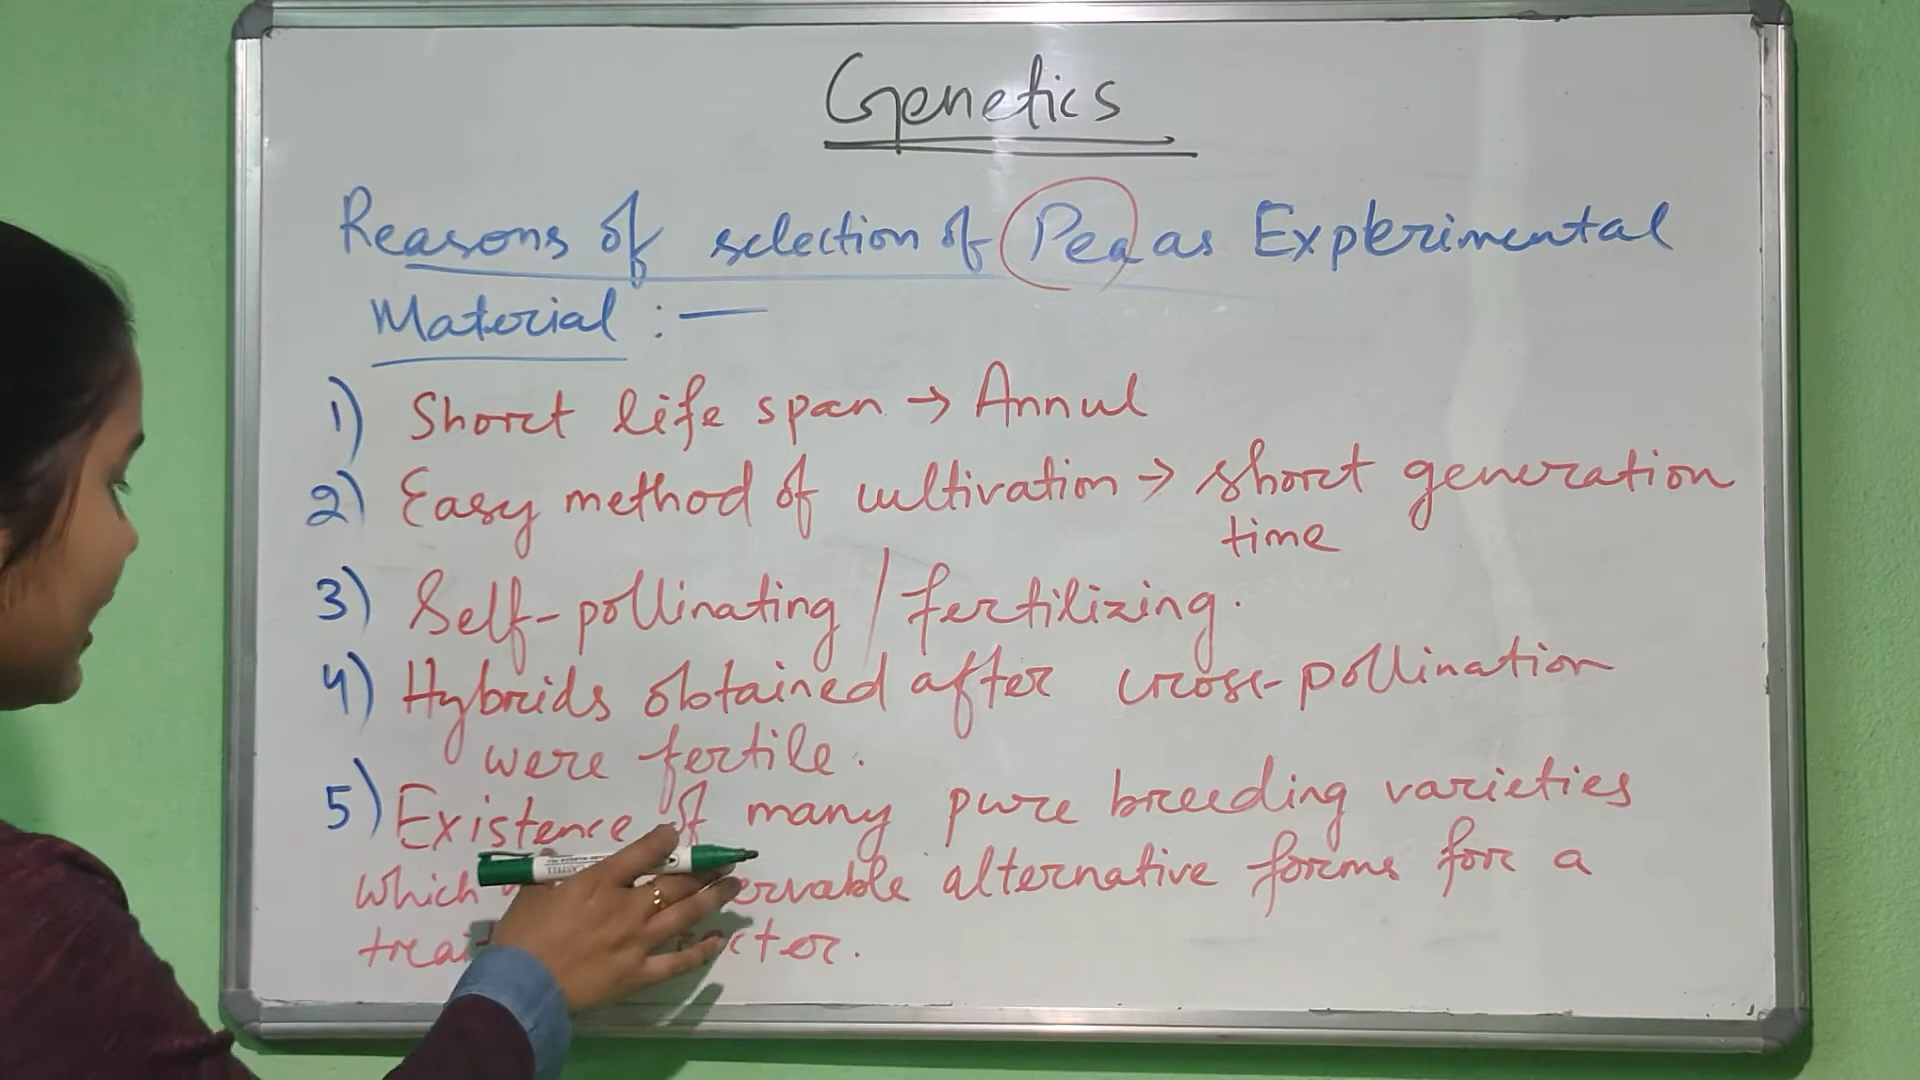 Genetics
Reasons of selection of Pea as Experimental
Material :—
1) Short life span → Annul
2) Easy method of cultivation → short generation
time
3) Self-pollinating / fertilizing.
4) Hybrids obtained after cross-pollination
were fertile.
5) Existence of many pure breeding varieties
which alternative forms for a